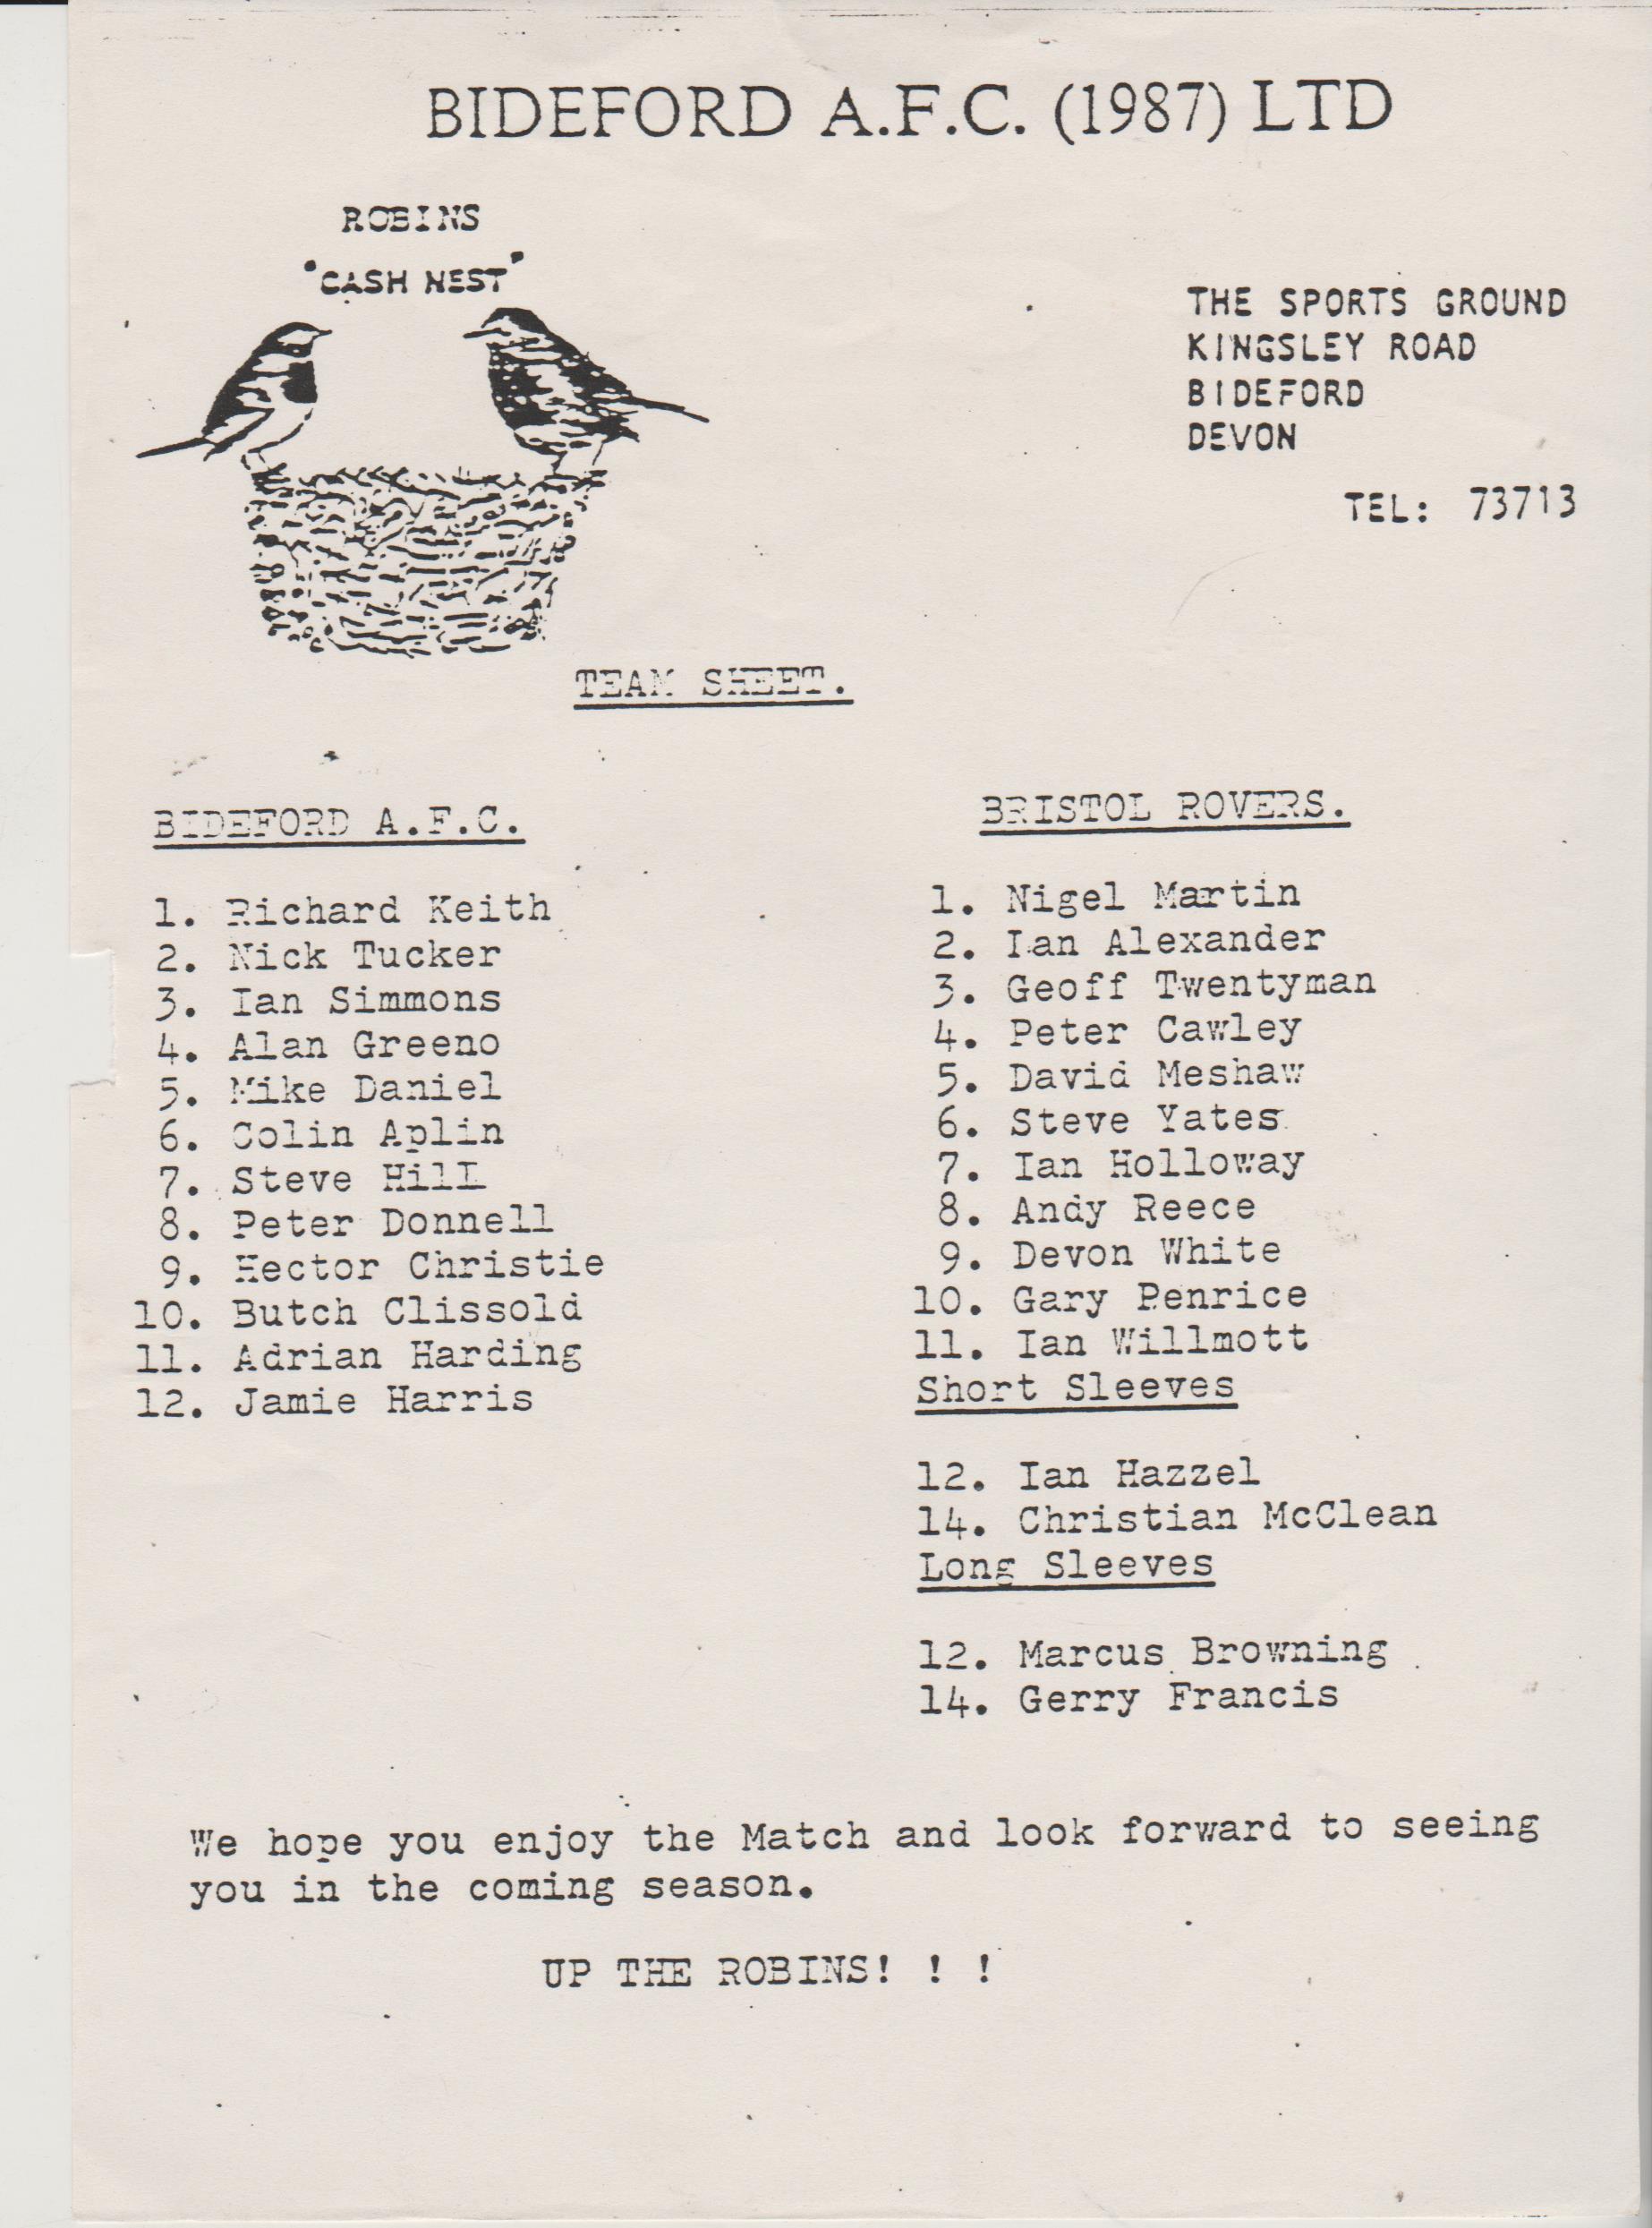 BIDEFORD A.F.C. (1987) LTD
ROBINS
"CASH NEST"
THE SPORTS GROUND
KINGSLEY ROAD
BIDEFORD
DEVON
TEL: 73713
TEAM SHEET.
BIDEFORD A.F.C.
1. Richard Keith
2. Nick Tucker
3. Ian Simmons
4. Alan Greeno
5. Mike Daniel
6. Colin Aplin
7. Steve Hill
8. Peter Donnell
9. Hector Christie
10. Butch Clissold
11. Adrian Harding
12. Jamie Harris
BRISTOL ROVERS.
1. Nigel Martin
2. Ian Alexander
3. Geoff Twentyman
4. Peter Cawley
5. David Meshaw
6. Steve Yates
7. Ian Holloway
8. Andy Reece
9. Devon White
10. Gary Penrice
11. Ian Willmott
Short Sleeves
12. Ian Hazzel
14. Christian McClean
Long Sleeves
12. Marcus Browning
14. Gerry Francis
We hope you enjoy the Match and look forward to seeing
you in the coming season.
UP THE ROBINS! ! !